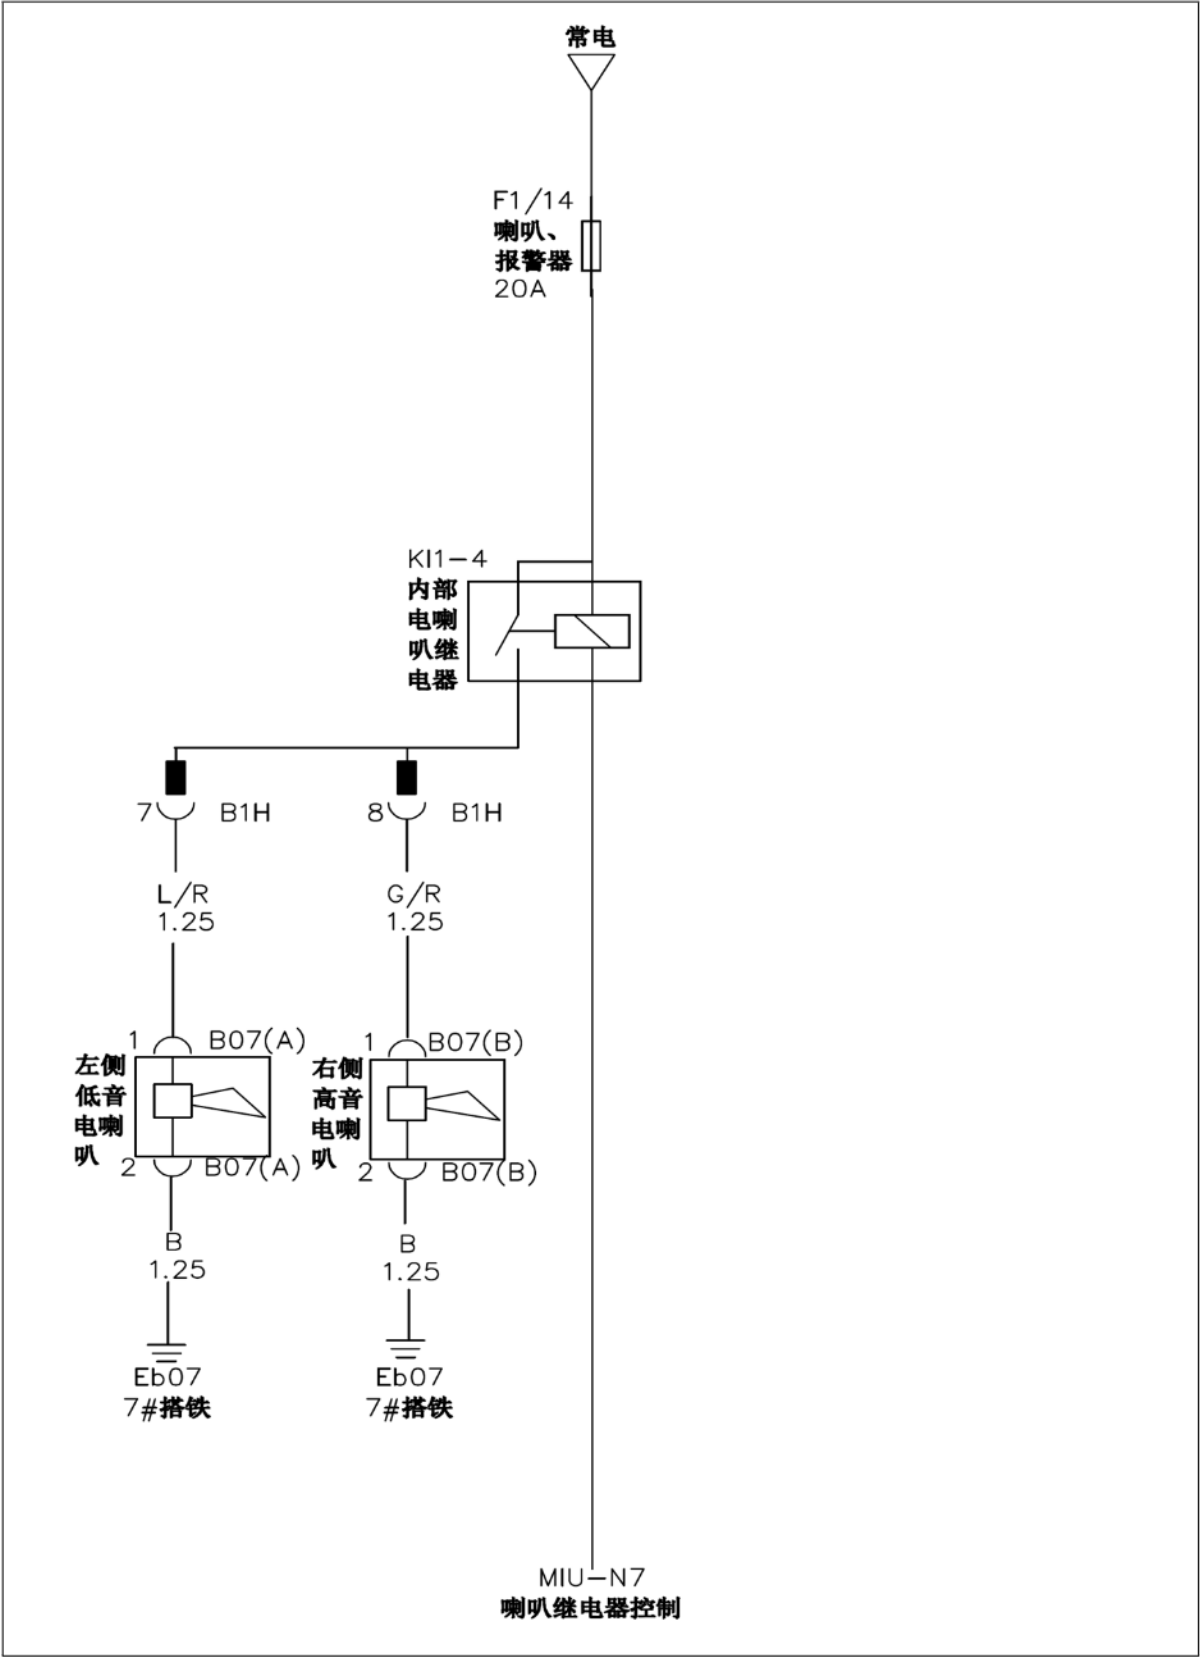 常电
F1/14
喇叭、
报警器
20A
KI1-4
内部
电喇
叭继
电器
7 B1H
8 B1H
L/R
1.25
G/R
1.25
1 B07(A)
左侧
低音
电喇
叭
2 B07(A)
1 B07(B)
右侧
高音
电喇
叭
2 B07(B)
B
1.25
B
1.25
Eb07
7#搭铁
Eb07
7#搭铁
MIU-N7
喇叭继电器控制